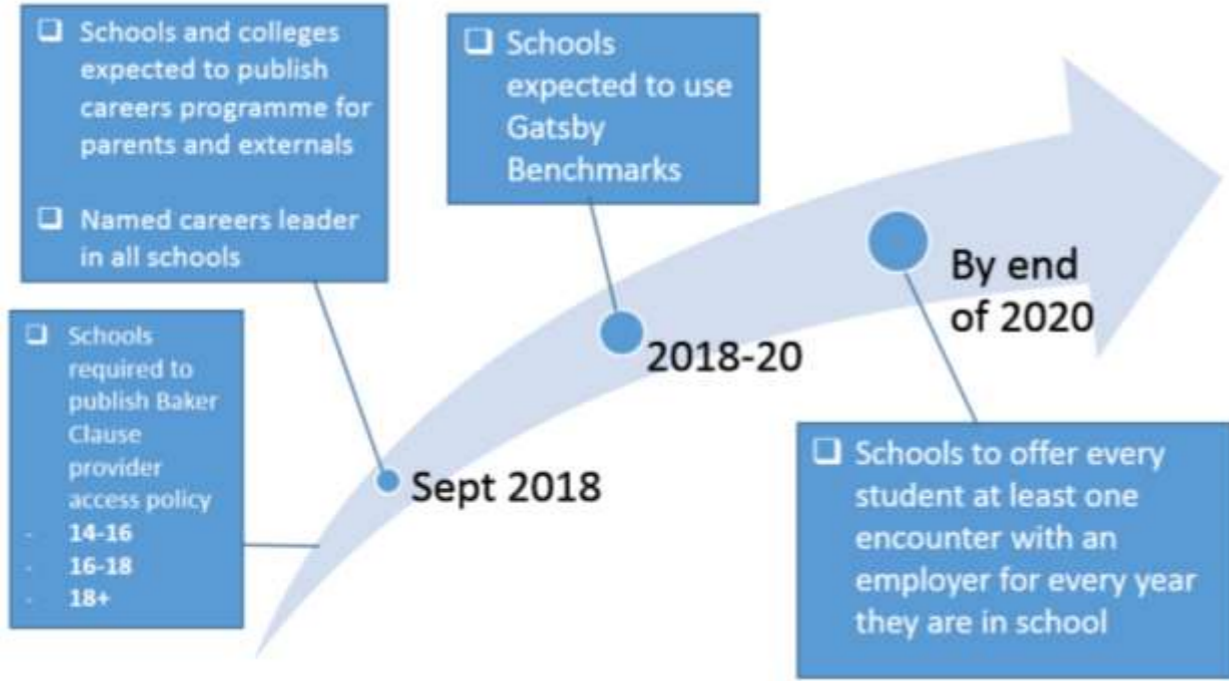 ❑ Schools and colleges
expected to publish
careers programme for
parents and externals
❑ Named careers leader
in all schools
❑ Schools
expected to use
Gatsby
Benchmarks
❑ Schools
required to
publish Baker
Clause
provider
access policy
- 14-16
- 16-18
- 18+
Sept 2018
2018-20
By end
of 2020
❑ Schools to offer every
student at least one
encounter with an
employer for every year
they are in school